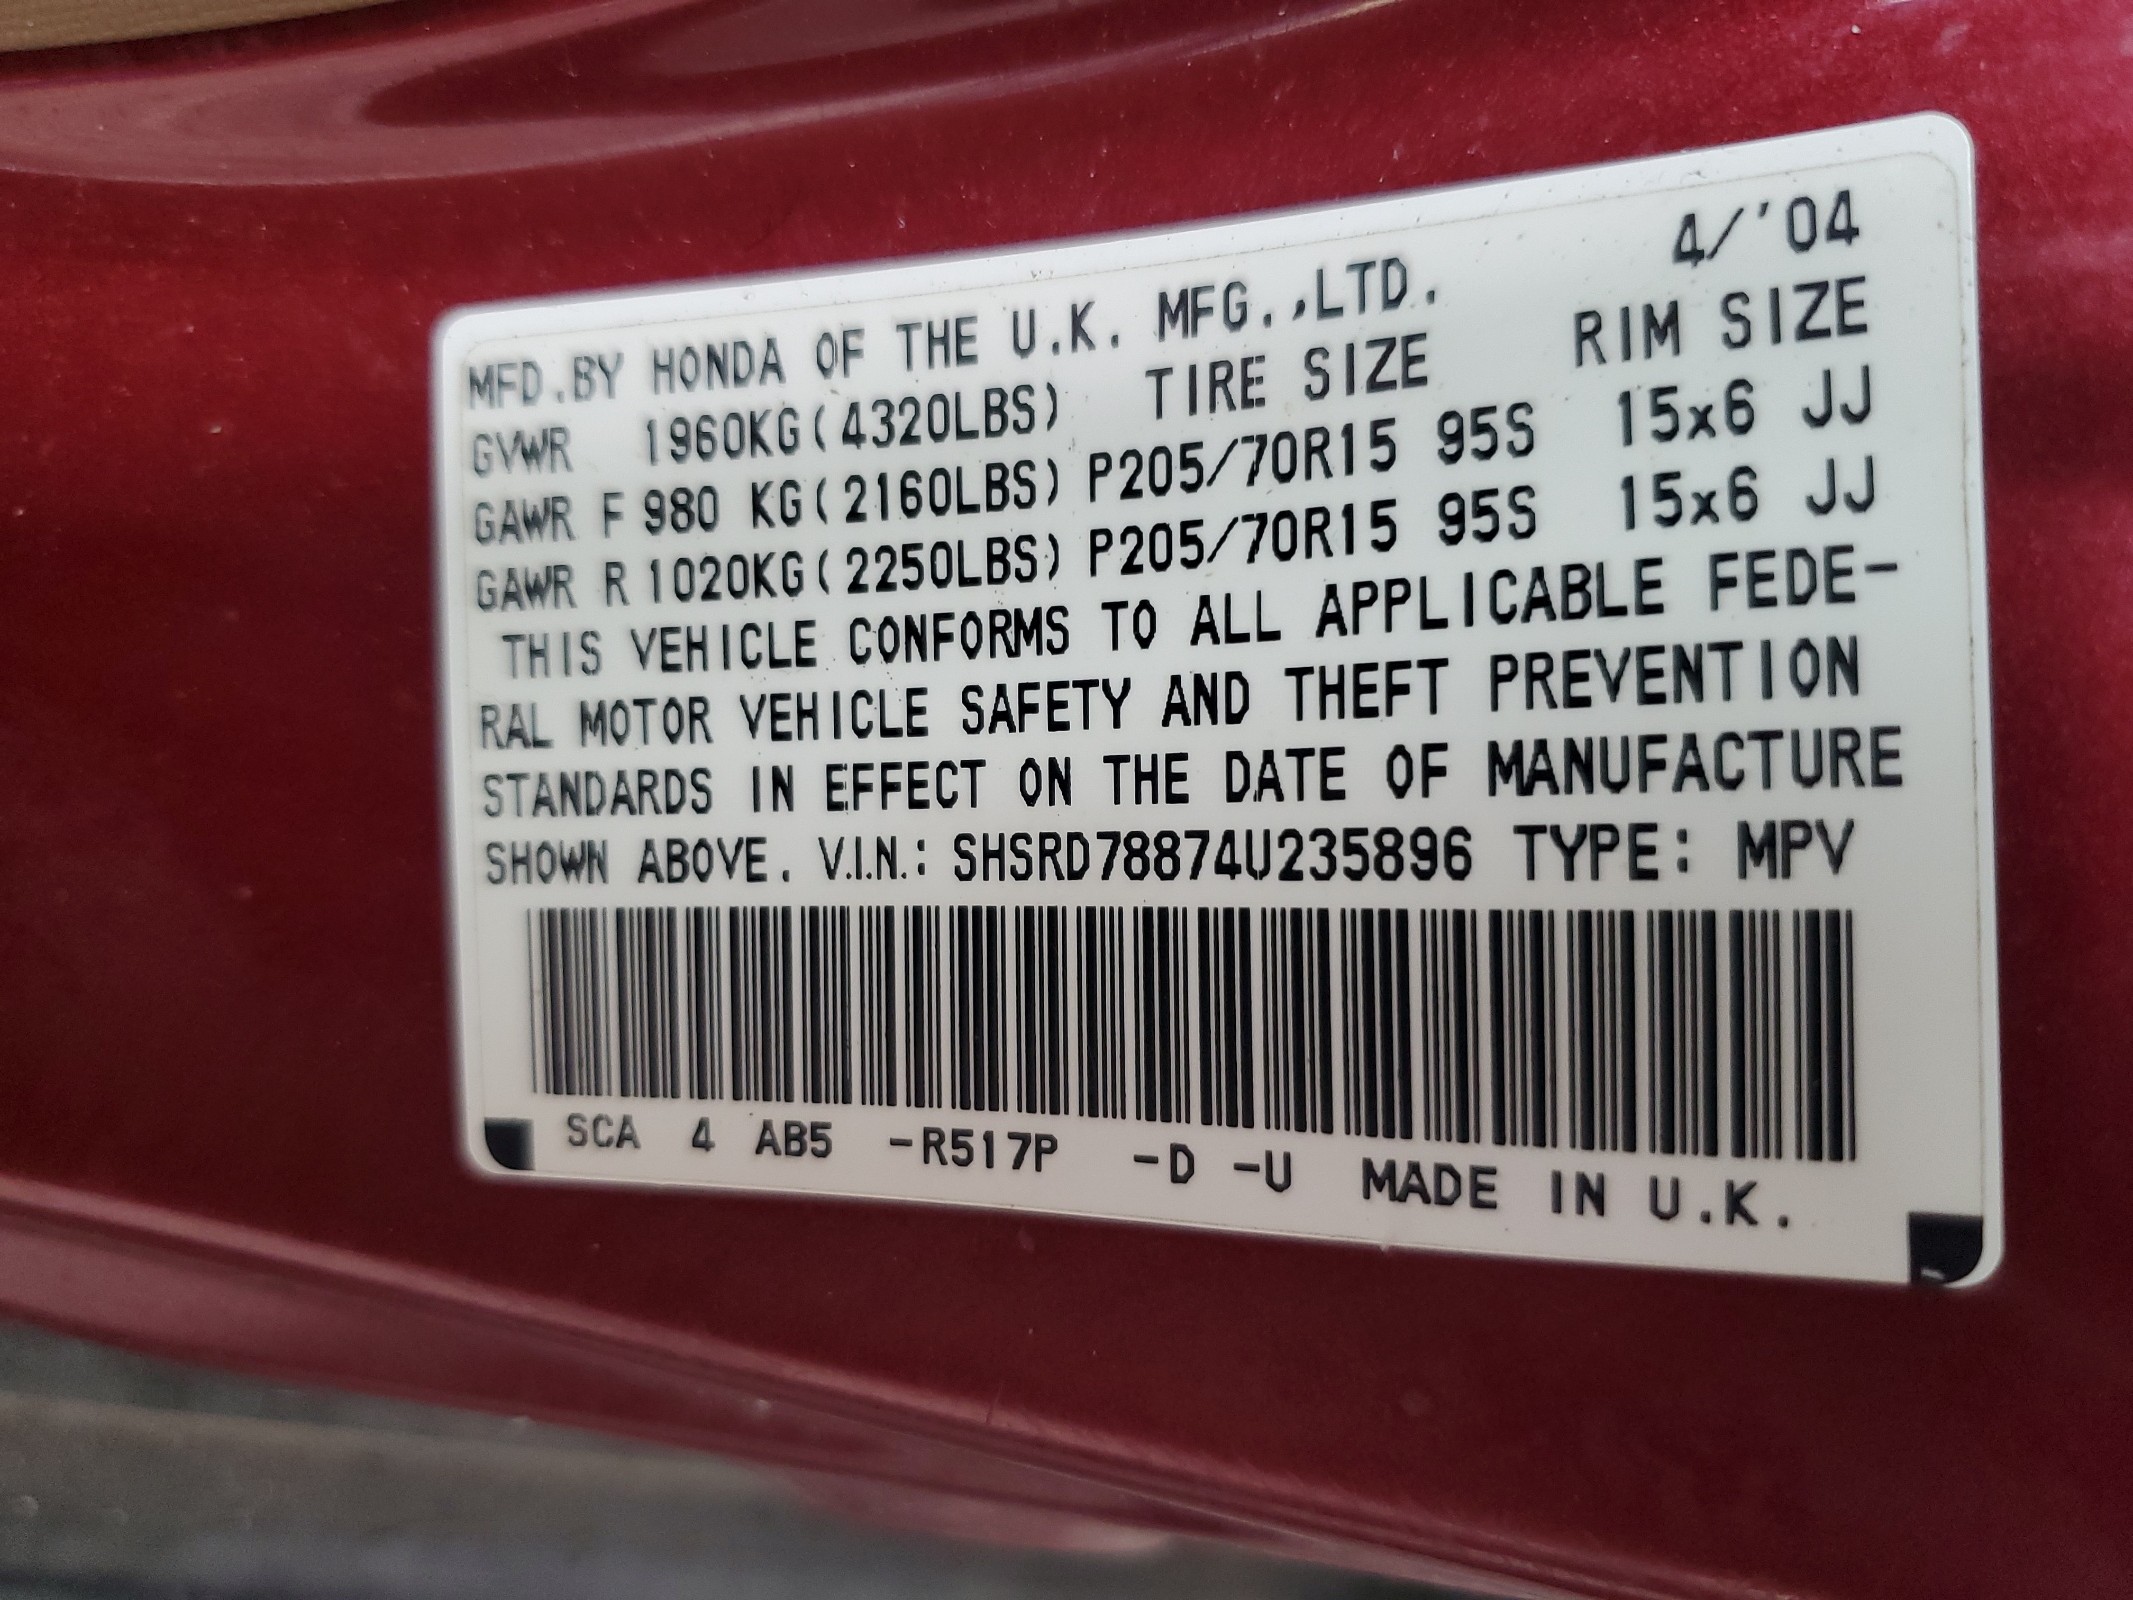 4/'04
MFD.BY HONDA OF THE U.K. MFG.,LTD.
GVWR 1960KG(4320LBS) TIRE SIZE RIM SIZE
GAWR F 980 KG(2160LBS) P205/70R15 95S 15x6 JJ
GAWR R 1020KG(2250LBS) P205/70R15 95S 15x6 JJ
THIS VEHICLE CONFORMS TO ALL APPLICABLE FEDE-
RAL MOTOR VEHICLE SAFETY AND THEFT PREVENTION
STANDARDS IN EFFECT ON THE DATE OF MANUFACTURE
SHOWN ABOVE. V.I.N.: SHSRD78874U235896 TYPE: MPV
SCA 4 AB5 -R517P -D -U MADE IN U.K.